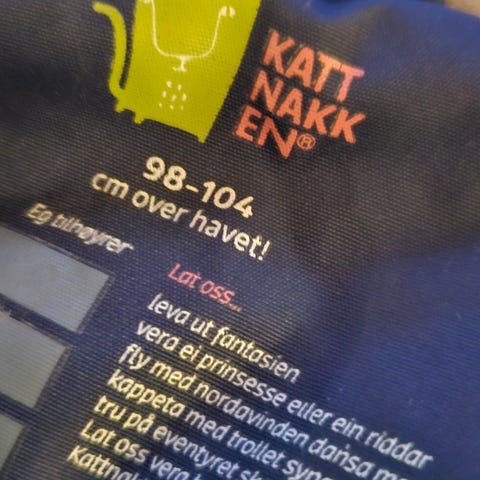 KATT
NAKK
EN®
98-104
cm over havet!
Eg tilhøyrer
Lat oss...
leva ut fantasien
vera ei prinsesse eller ein riddar
fly med nordavinden dansa
kappeta med trollet
tru på eventyret
Lat oss vera